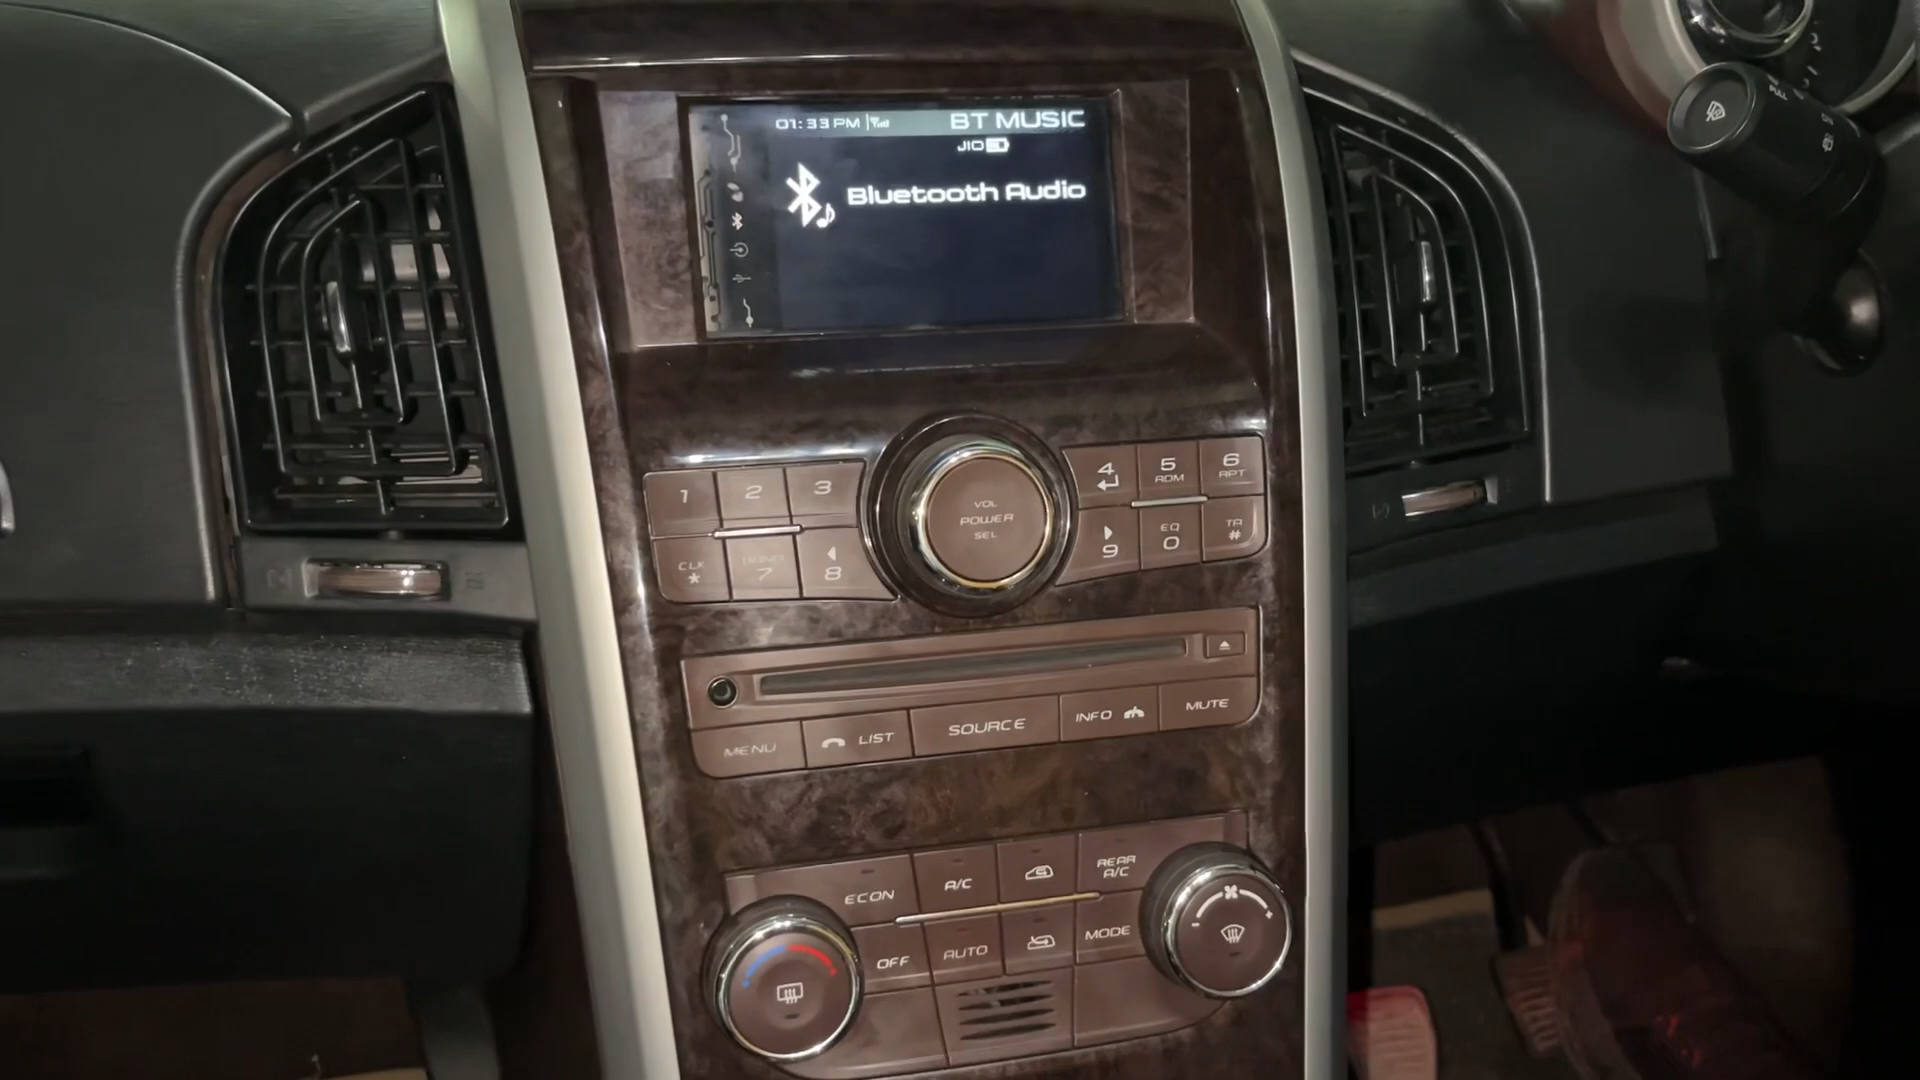 01:33 PM
BT MUSIC
JIO
Bluetooth Audio
PULL
1
2
3
CLK
*
7
8
VOL
POWER
SEL
4
5
RDM
6
RPT
9
EQ
0
TA
#
MENU
LIST
SOURCE
INFO
MUTE
ECON
A/C
REAR
A/C
OFF
AUTO
MODE
- +